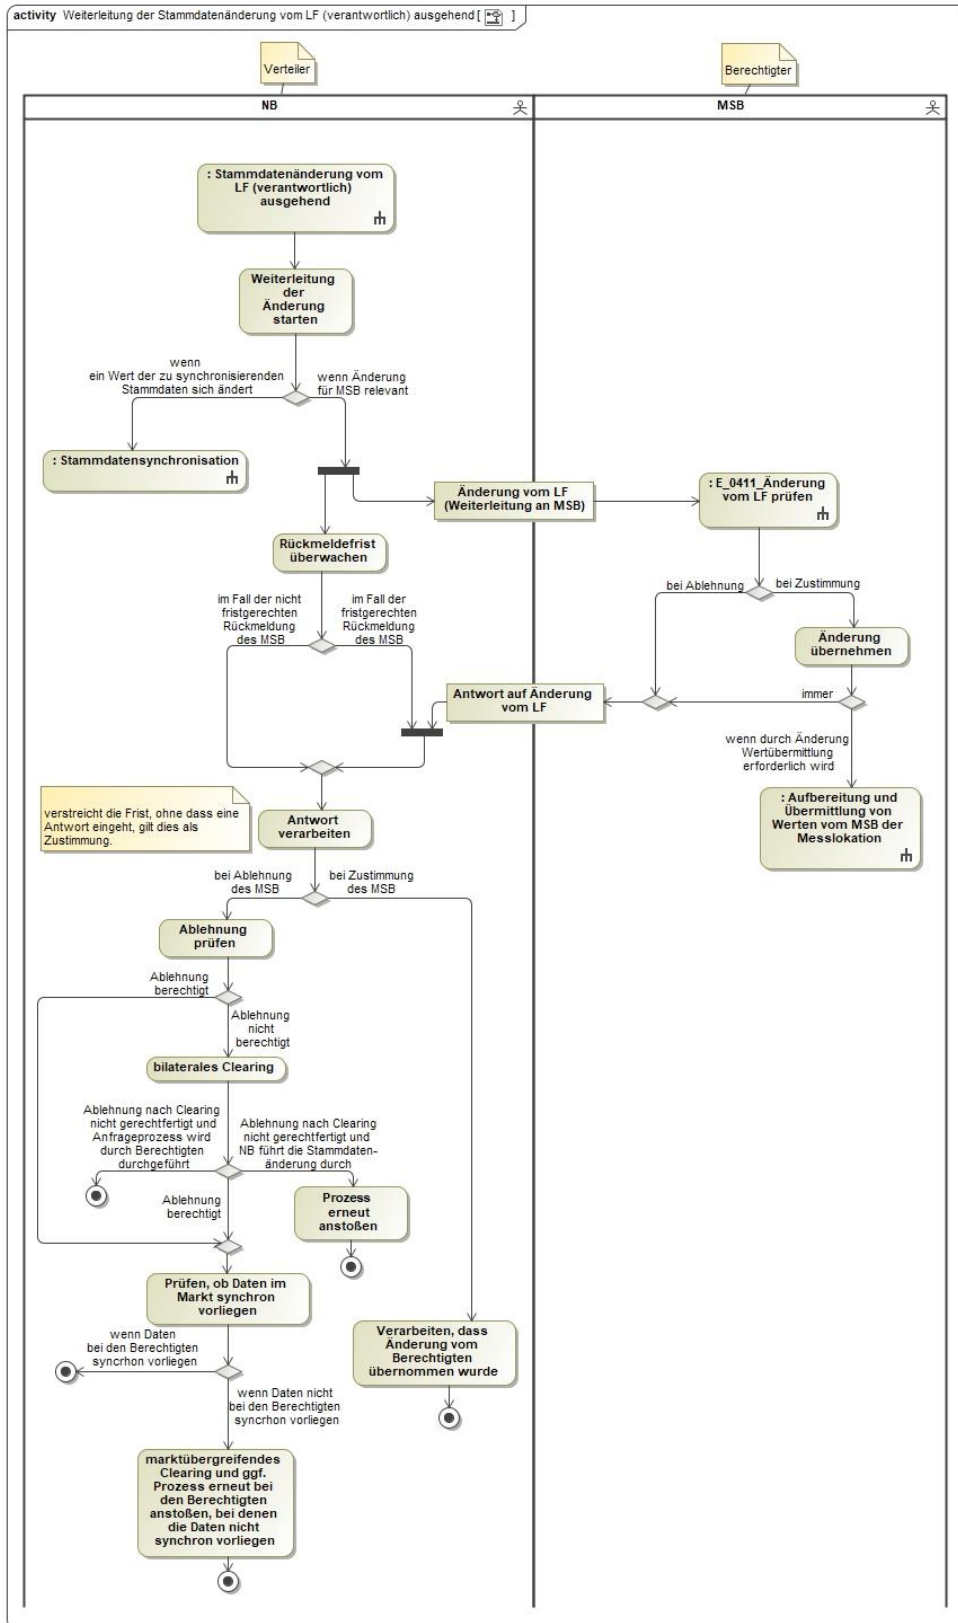 activity Weiterleitung der Stammdatenänderung vom LF (verantwortlich) ausgehend [ ]
Verteiler
Berechtigter
NB
MSB
: Stammdatenänderung vom
LF (verantwortlich)
ausgehend
Weiterleitung
der
Änderung
starten
wenn
ein Wert der zu synchronisierenden
Stammdaten sich ändert
wenn Änderung
für MSB relevant
: Stammdatensynchronisation
Änderung vom LF
(Weiterleitung an MSB)
: E_0411_Änderung
vom LF prüfen
Rückmeldefrist
überwachen
bei Ablehnung
bei Zustimmung
im Fall der nicht
fristgerechten
Rückmeldung
des MSB
im Fall der
fristgerechten
Rückmeldung
des MSB
Änderung
übernehmen
Antwort auf Änderung
vom LF
immer
wenn durch Änderung
Wertübermittlung
erforderlich wird
verstreicht die Frist, ohne dass eine
Antwort eingeht, gilt dies als
Zustimmung.
Antwort
verarbeiten
: Aufbereitung und
Übermittlung von
Werten vom MSB der
Messlokation
bei Ablehnung
des MSB
bei Zustimmung
des MSB
Ablehnung
prüfen
Ablehnung
berechtigt
Ablehnung
nicht
berechtigt
bilaterales Clearing
Ablehnung nach Clearing
nicht gerechtfertigt und
Anfrageprozess wird
durch Berechtigten
durchgeführt
Ablehnung nach Clearing
nicht gerechtfertigt und
NB führt die Stammdaten-
änderung durch
Ablehnung
berechtigt
Prozess
erneut
anstoßen
Prüfen, ob Daten im
Markt synchron
vorliegen
wenn Daten
bei den Berechtigten
syncrhon vorliegen
Verarbeiten, dass
Änderung vom
Berechtigten
übernommen wurde
wenn Daten nicht
bei den Berechtigten
syncrhon vorliegen
marktübergreifendes
Clearing und ggf.
Prozess erneut bei
den Berechtigten
anstoßen, bei denen
die Daten nicht
synchron vorliegen